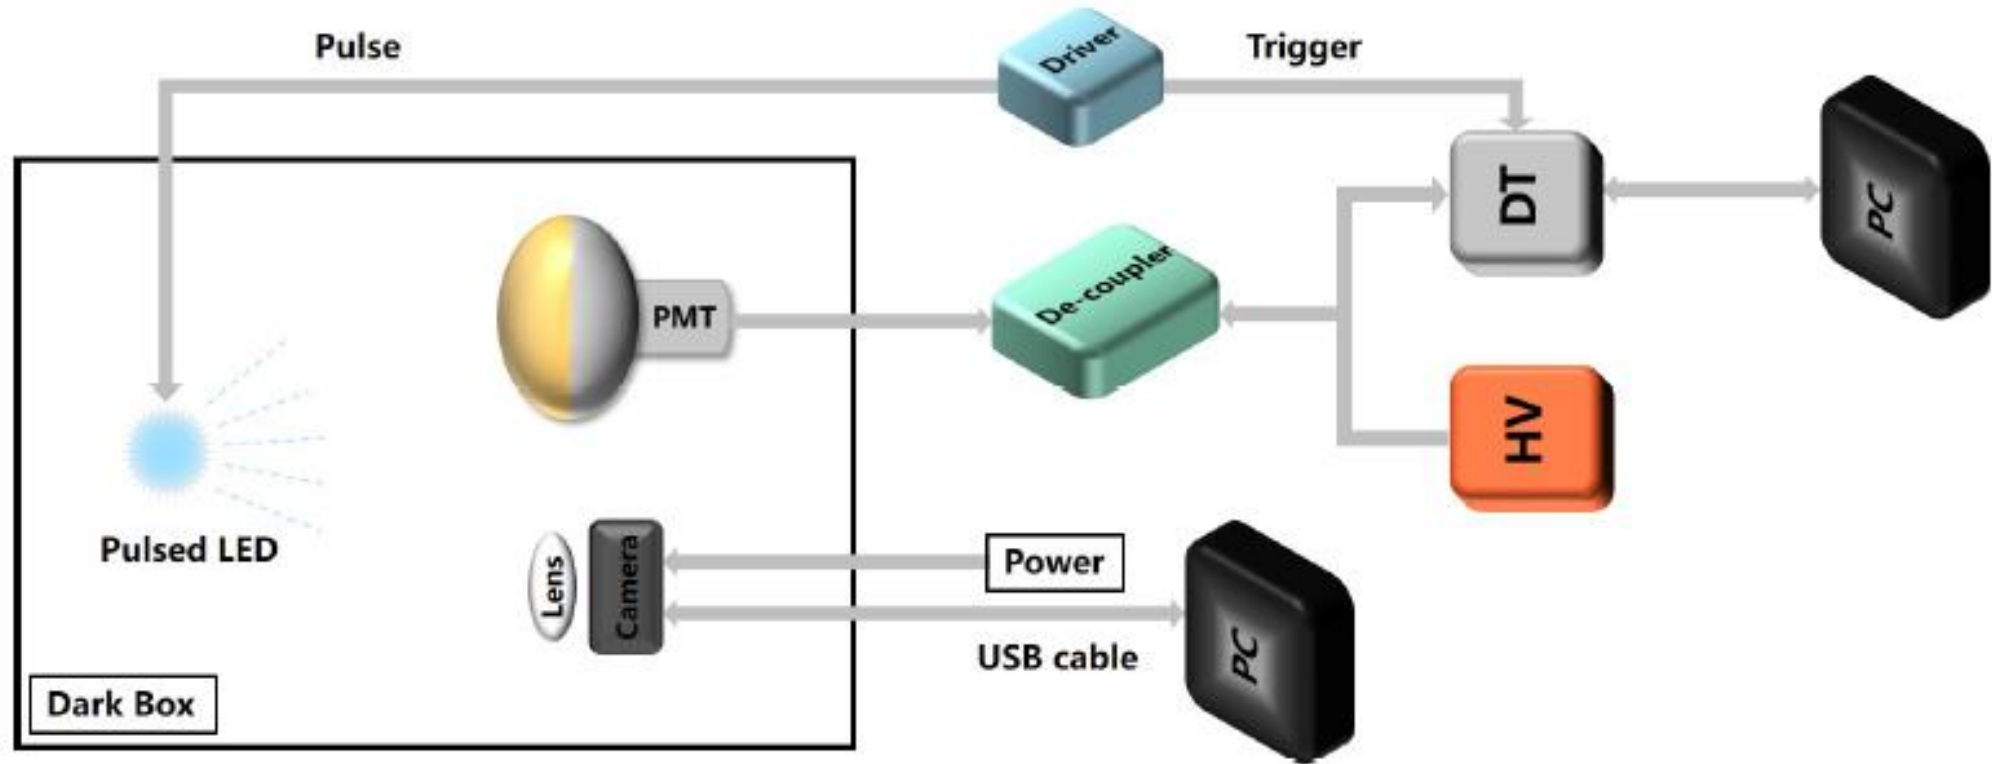 Pulse
Driver
Trigger
DT
PC
De-coupler
PMT
HV
Pulsed LED
Lens
Camera
Power
USB cable
PC
Dark Box